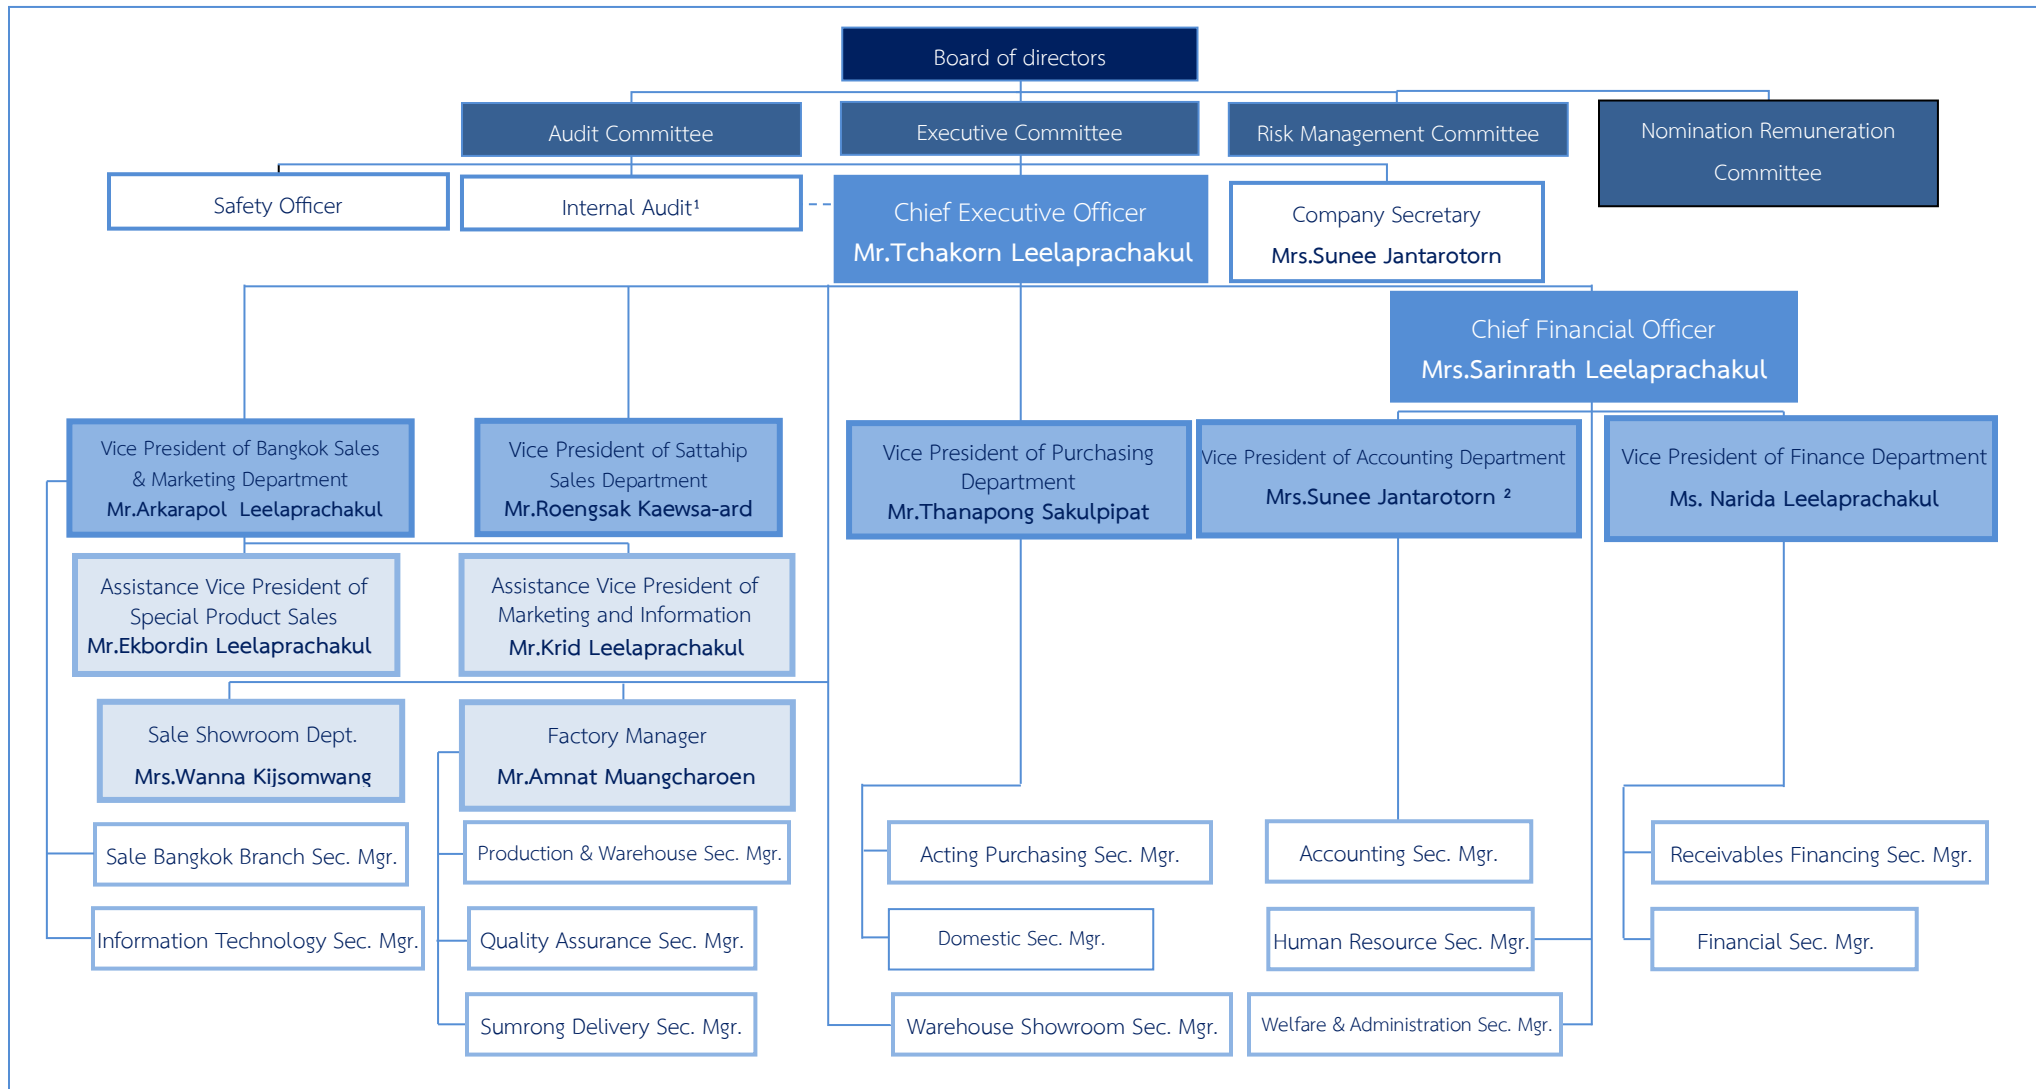 Board of directors
Audit Committee
Executive Committee
Risk Management Committee
Nomination Remuneration
Committee
Safety Officer
Internal Audit¹
Chief Executive Officer
Mr.Tchakorn Leelaprachakul
Company Secretary
Mrs.Sunee Jantarotorn
Chief Financial Officer
Mrs.Sarinrath Leelaprachakul
Vice President of Bangkok Sales
& Marketing Department
Mr.Arkarapol Leelaprachakul
Vice President of Sattahip
Sales Department
Mr.Roengsak Kaewsa-ard
Vice President of Purchasing
Department
Mr.Thanapong Sakulpipat
Vice President of Accounting Department
Mrs.Sunee Jantarotorn ²
Vice President of Finance Department
Ms. Narida Leelaprachakul
Assistance Vice President of
Special Product Sales
Mr.Ekbordin Leelaprachakul
Assistance Vice President of
Marketing and Information
Mr.Krid Leelaprachakul
Sale Showroom Dept.
Mrs.Wanna Kijsomwang
Factory Manager
Mr.Amnat Muangcharoen
Sale Bangkok Branch Sec. Mgr.
Production & Warehouse Sec. Mgr.
Acting Purchasing Sec. Mgr.
Accounting Sec. Mgr.
Receivables Financing Sec. Mgr.
Information Technology Sec. Mgr.
Quality Assurance Sec. Mgr.
Domestic Sec. Mgr.
Human Resource Sec. Mgr.
Financial Sec. Mgr.
Sumrong Delivery Sec. Mgr.
Warehouse Showroom Sec. Mgr.
Welfare & Administration Sec. Mgr.